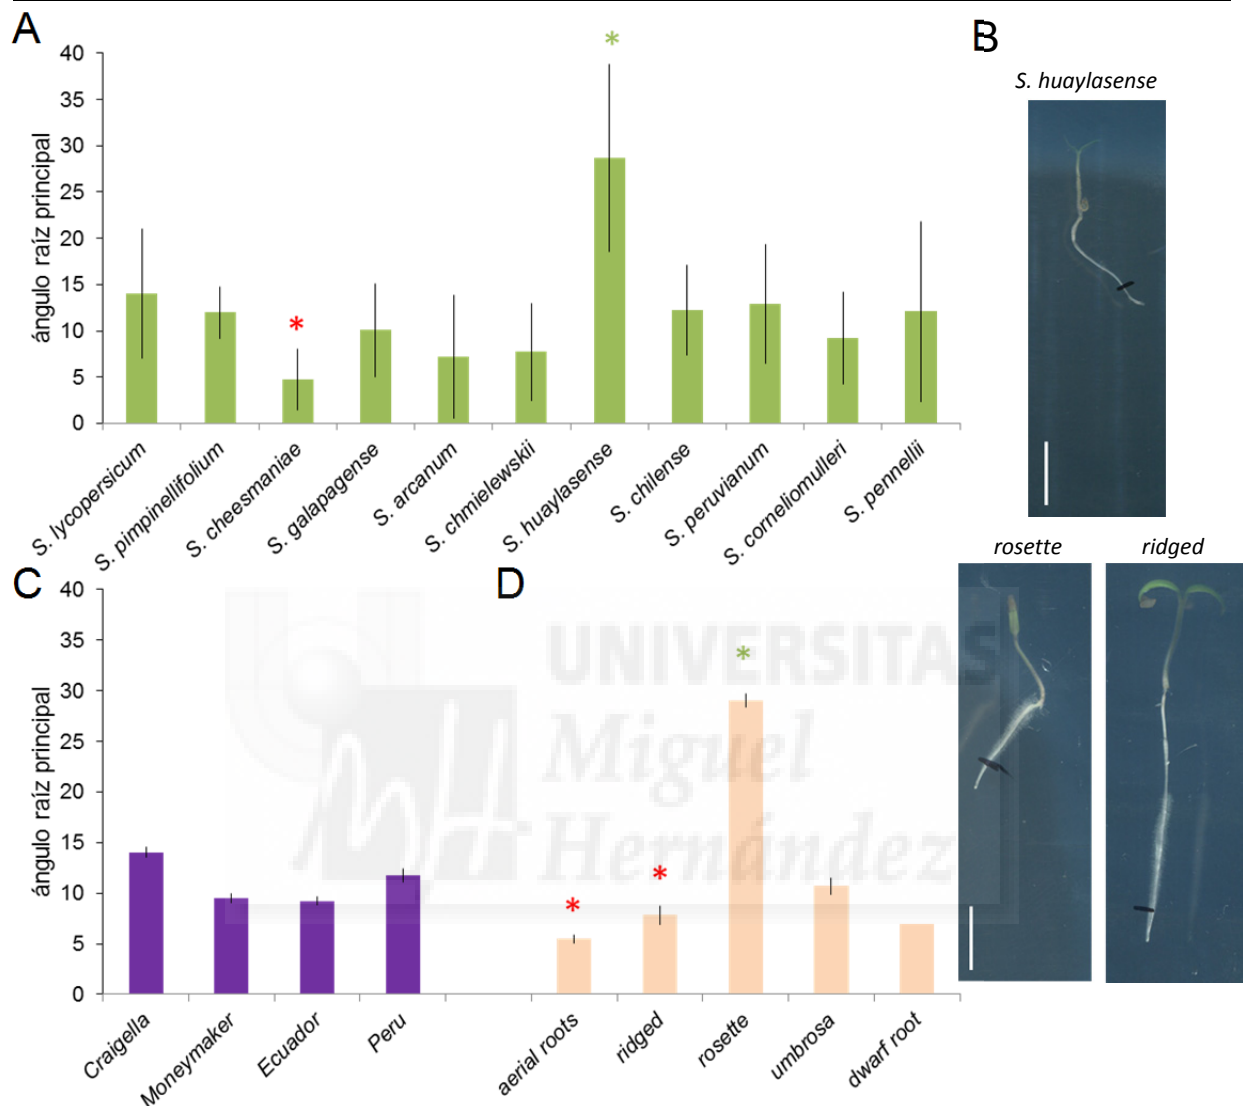 A
B
*
*
ángulo raíz principal
40
35
30
25
20
15
10
5
0
S. lycopersicum
S. pimpinellifolium
S. cheesmaniae
S. galapagense
S. arcanum
S. chmielewskii
S. huaylasense
S. chilense
S. peruvianum
S. corneliomulleri
S. pennellii
S. huaylasense
rosette
ridged
C
D
ángulo raíz principal
40
35
30
25
20
15
10
5
0
*
*
*
Craigella
Moneymaker
Ecuador
Peru
aerial roots
ridged
rosette
umbrosa
dwarf root
UNIVERSITAS
Miguel
Hernández